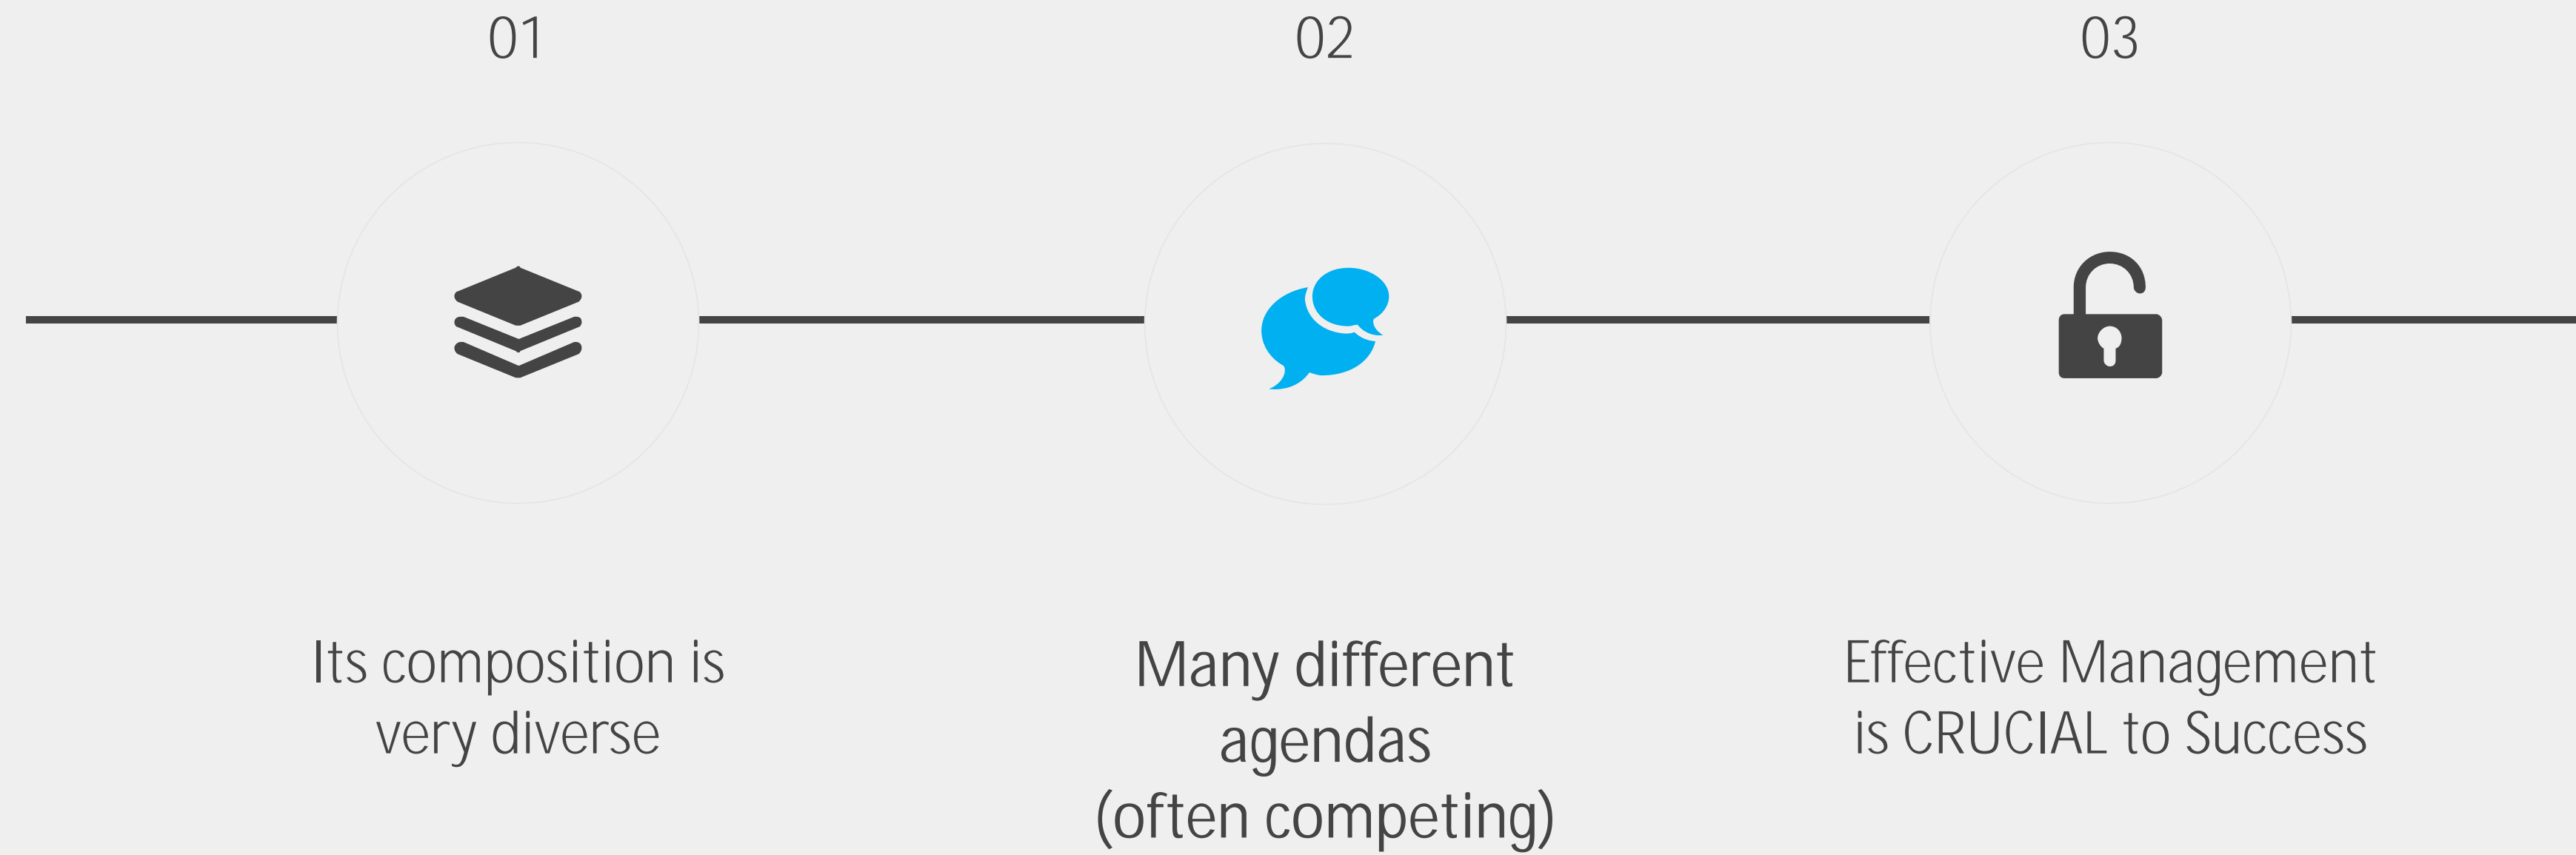 01
02
03
Its composition is
very diverse
Many different
agendas
(often competing)
Effective Management
is CRUCIAL to Success